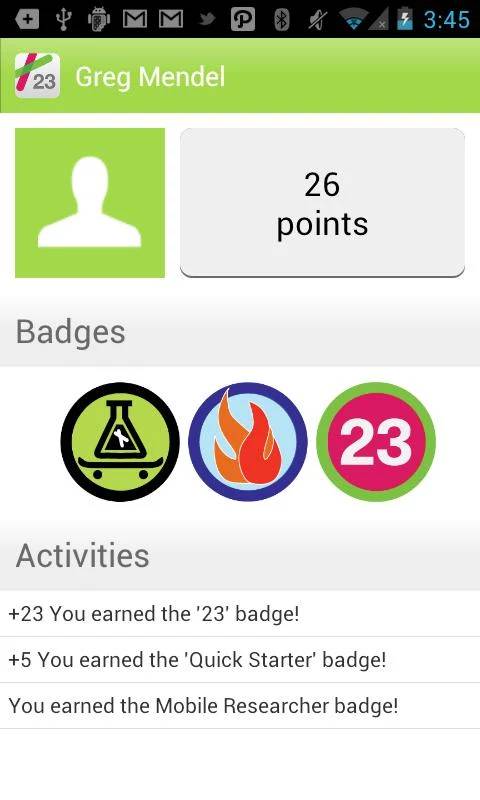 3:45
23 Greg Mendel
26
points
Badges
23
Activities
+23 You earned the '23' badge!
+5 You earned the 'Quick Starter' badge!
You earned the Mobile Researcher badge!